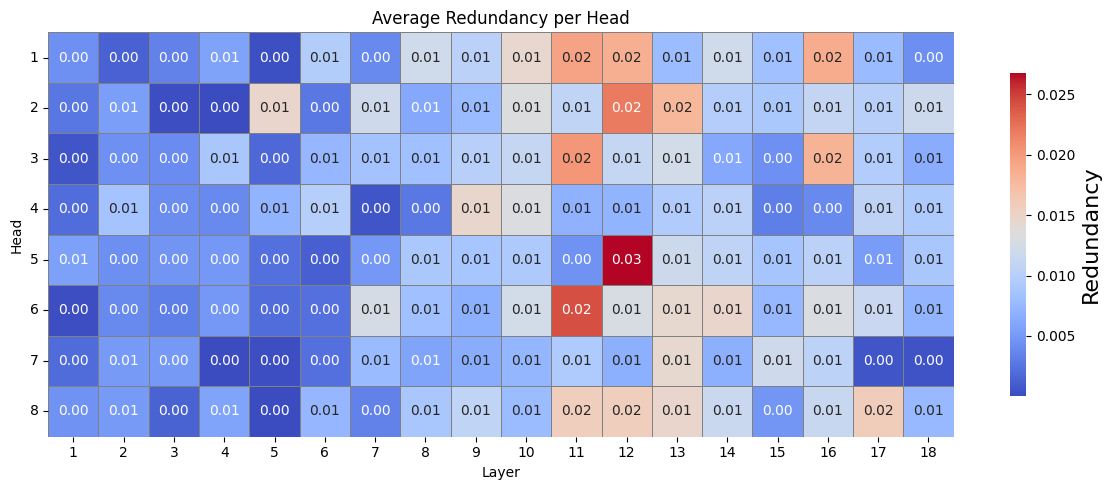 Average Redundancy per Head
1 0.00 0.00 0.00 0.01 0.00 0.01 0.00 0.01 0.01 0.01 0.02 0.02 0.01 0.01 0.01 0.02 0.01 0.00
2 0.00 0.01 0.00 0.00 0.01 0.00 0.01 0.01 0.01 0.01 0.01 0.02 0.02 0.01 0.01 0.01 0.01 0.01
3 0.00 0.00 0.00 0.01 0.00 0.01 0.01 0.01 0.01 0.01 0.02 0.01 0.01 0.01 0.00 0.02 0.01 0.01
4 0.00 0.01 0.00 0.00 0.01 0.01 0.00 0.00 0.01 0.01 0.01 0.01 0.01 0.01 0.00 0.00 0.01 0.01
5 0.01 0.00 0.00 0.00 0.00 0.00 0.00 0.01 0.01 0.01 0.00 0.03 0.01 0.01 0.01 0.01 0.01 0.01
6 0.00 0.00 0.00 0.00 0.00 0.00 0.01 0.01 0.01 0.01 0.02 0.01 0.01 0.01 0.01 0.01 0.01 0.01
7 0.00 0.01 0.00 0.00 0.00 0.00 0.01 0.01 0.01 0.01 0.01 0.01 0.01 0.01 0.01 0.01 0.00 0.00
8 0.00 0.01 0.00 0.01 0.00 0.01 0.00 0.01 0.01 0.01 0.02 0.02 0.01 0.01 0.00 0.01 0.02 0.01
1 2 3 4 5 6 7 8 9 10 11 12 13 14 15 16 17 18
Layer
Head
0.025
0.020
0.015
0.010
0.005
Redundancy